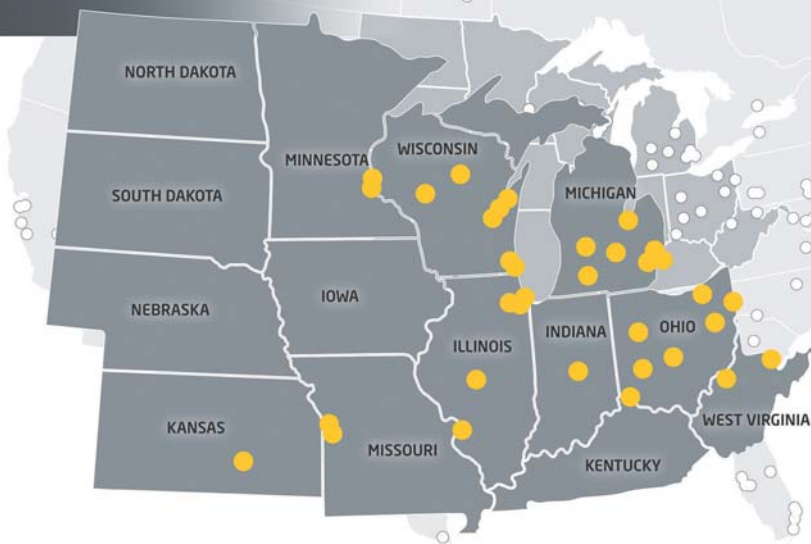 NORTH DAKOTA
MINNESOTA
WISCONSIN
SOUTH DAKOTA
MICHIGAN
NEBRASKA
IOWA
ILLINOIS
INDIANA
OHIO
KANSAS
MISSOURI
WEST VIRGINIA
KENTUCKY